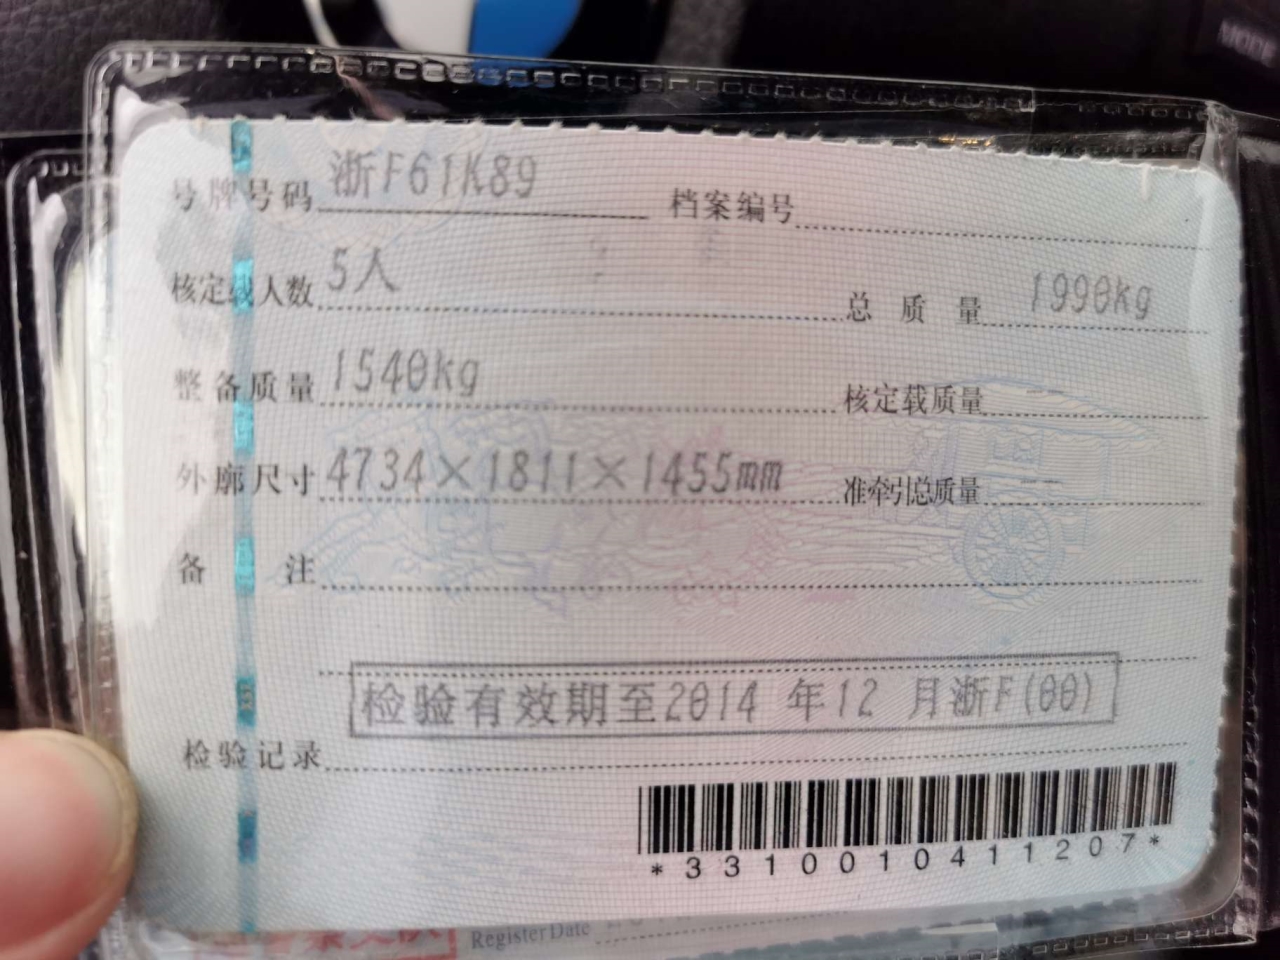 MODE
号牌号码 浙F61K89 档案编号
核定载人数 5人 总质量 1990kg
整备质量 1540kg 核定载质量 --
外廓尺寸 4734×1811×1455mm 准牵引总质量 --
备注
检验有效期至2014 年12 月浙F(00)
检验记录
*3310010411207*
Register Date